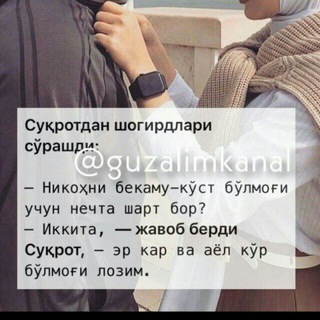 Суқротдан шогирдлари
сўрашди:
@guzalimkanal
– Никоҳни бекаму-кўст бўлмоғи
учун нечта шарт бор?
– Иккита, — жавоб берди
Суқрот, – эр кар ва аёл кўр
бўлмоғи лозим.